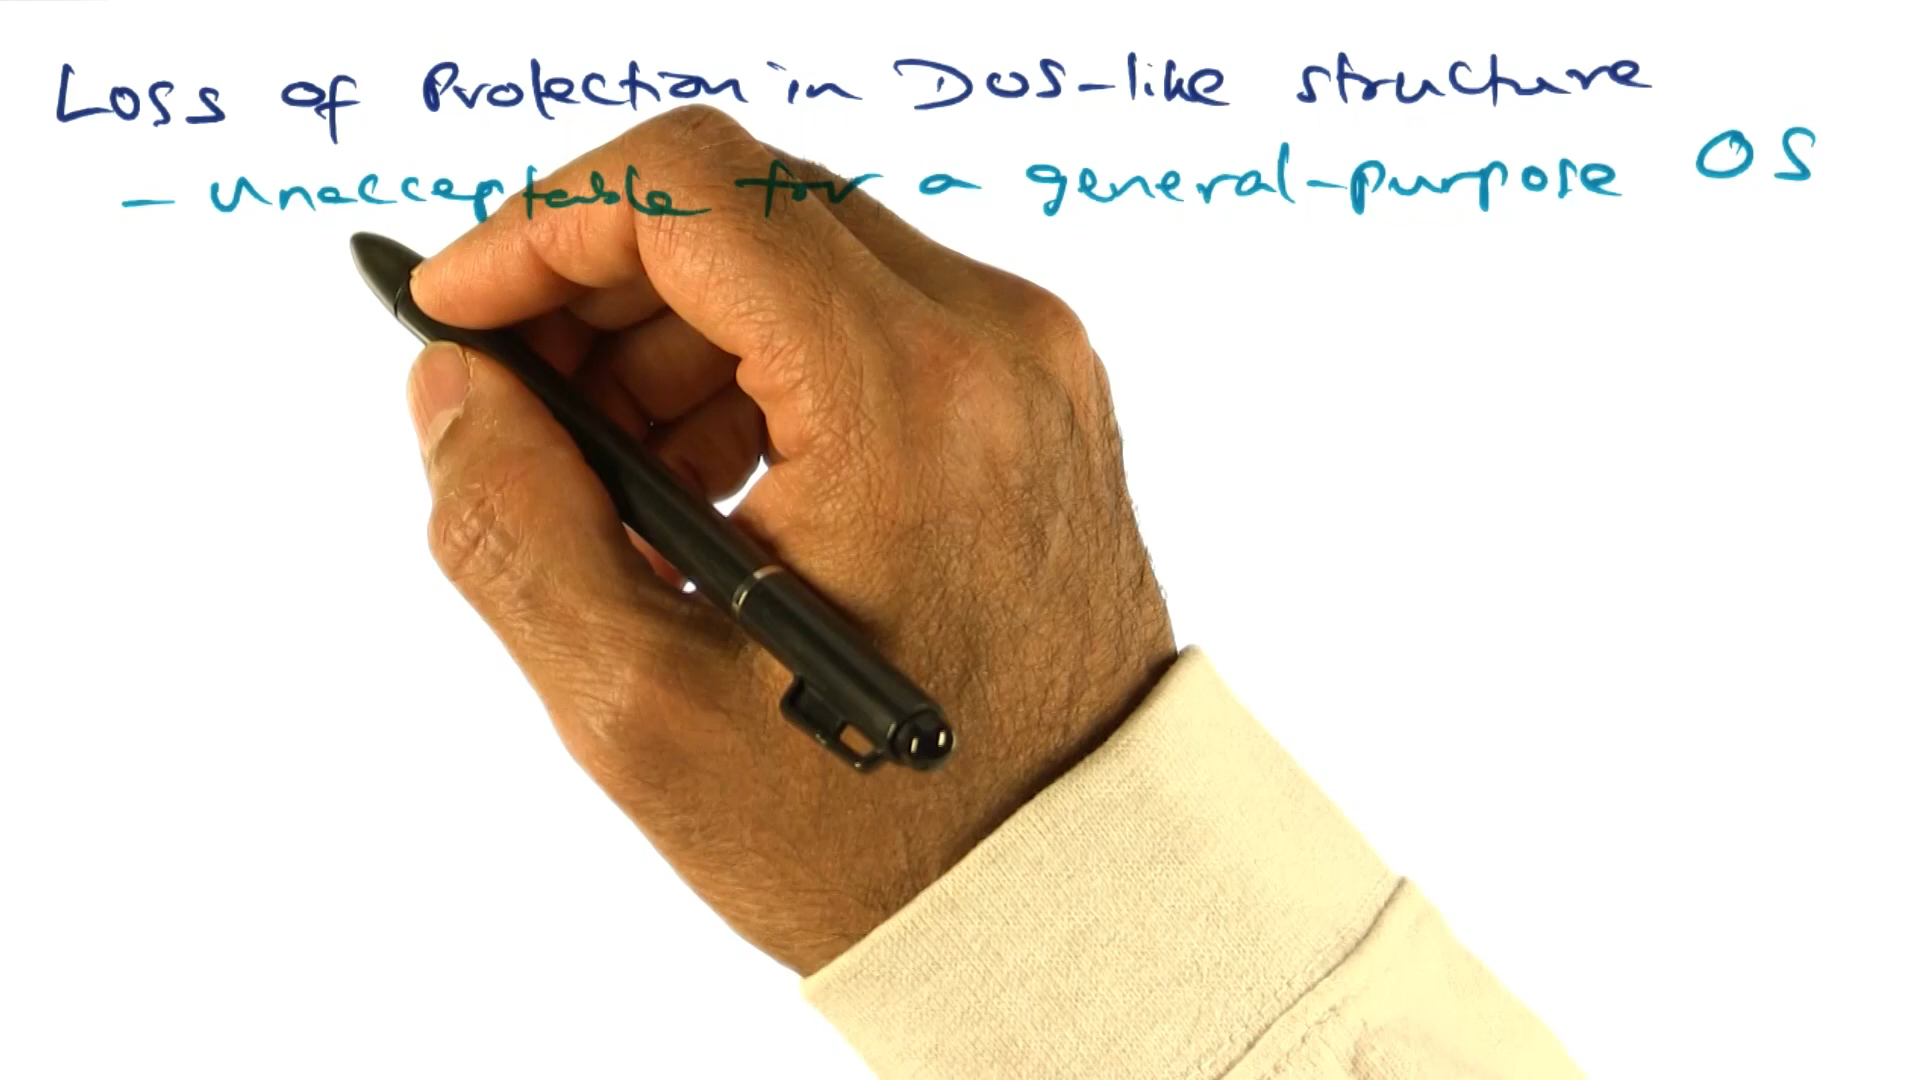 Loss of Protection in DOS-like structure
- unacceptable for a general-purpose OS